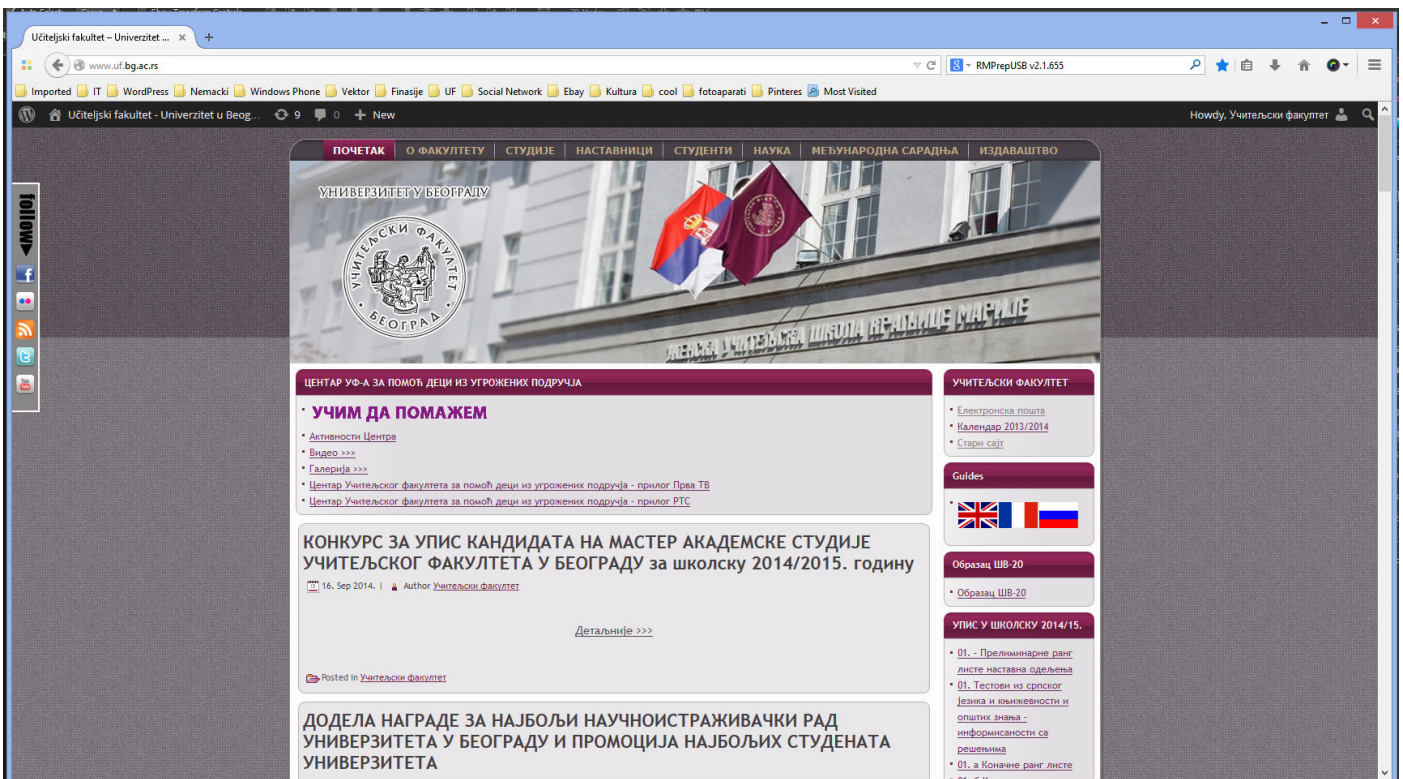 Učiteljski fakultet – Univerzitet ...
www.uf.bg.ac.rs
RMPrepUSB v2.1.655
Imported IT WordPress Nemacki Windows Phone Vektor Finasije UF Social Network Ebay Kultura cool fotoaparati Pinteres Most Visited
Učiteljski fakultet - Univerzitet u Beog... 9 0 + New Howdy, Учитељски факултет
ПОЧЕТАК О ФАКУЛТЕТУ СТУДИЈЕ НАСТАВНИЦИ СТУДЕНТИ НАУКА МЕЂУНАРОДНА САРАДЊА ИЗДАВАШТВО
follow
УНИВЕРЗИТЕТ У БЕОГРАДУ
УЧИТЕЉСКИ ФАКУЛТЕТ
БЕОГРАД
ЖЕНСКА УЧИТЕЉСКА ШКОЛА КРАЉИЦЕ МАРИЈЕ
ЦЕНТАР УФ-А ЗА ПОМОЋ ДЕЦИ ИЗ УГРОЖЕНИХ ПОДРУЧЈА
УЧИМ ДА ПОМАЖЕМ
Активности Центра
Видео >>>
Галерија >>>
Центар Учитељског факултета за помоћ деци из угрожених подручја - прилог Прва ТВ
Центар Учитељског факултета за помоћ деци из угрожених подручја - прилог РТС
КОНКУРС ЗА УПИС КАНДИДАТА НА МАСТЕР АКАДЕМСКЕ СТУДИЈЕ
УЧИТЕЉСКОГ ФАКУЛТЕТА У БЕОГРАДУ за школску 2014/2015. годину
16. Sep 2014. | Author Учитељски факултет
Детаљније >>>
Posted in Учитељски факултет
ДОДЕЛА НАГРАДЕ ЗА НАЈБОЉИ НАУЧНОИСТРАЖИВАЧКИ РАД
УНИВЕРЗИТЕТА У БЕОГРАДУ И ПРОМОЦИЈА НАЈБОЉИХ СТУДЕНАТА
УНИВЕРЗИТЕТА
УЧИТЕЉСКИ ФАКУЛТЕТ
Електронска пошта
Календар 2013/2014
Стари сајт
Guides
Образац ШВ-20
Образац ШВ-20
УПИС У ШКОЛСКУ 2014/15.
01. - Прелиминарне ранг
листе наставна одељења
01. Тестови из српског
језика и књижевности и
општих знања -
информисаности са
решењима
01. а Коначне ранг листе